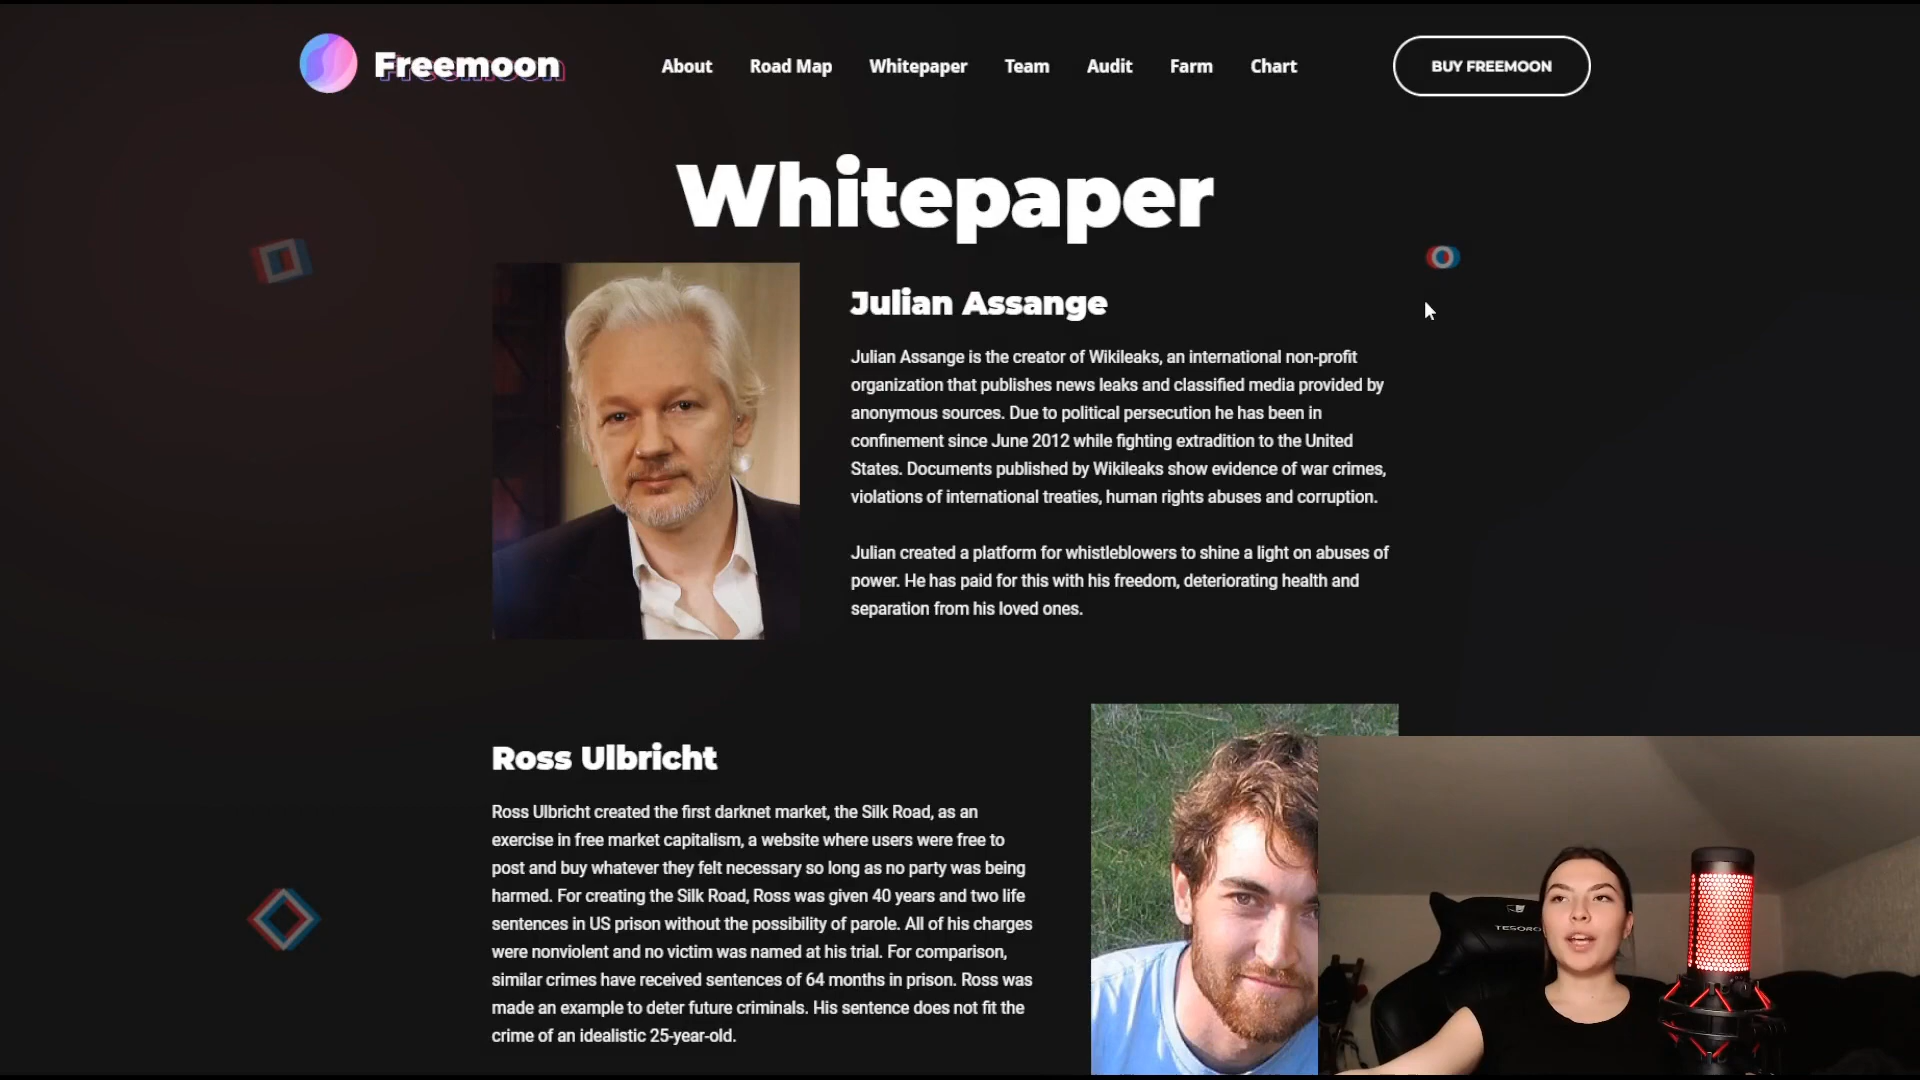 Freemoon
About Road Map Whitepaper Team Audit Farm Chart
BUY FREEMOON
Whitepaper
Julian Assange
Julian Assange is the creator of Wikileaks, an international non-profit
organization that publishes news leaks and classified media provided by
anonymous sources. Due to political persecution he has been in
confinement since June 2012 while fighting extradition to the United
States. Documents published by Wikileaks show evidence of war crimes,
violations of international treaties, human rights abuses and corruption.
Julian created a platform for whistleblowers to shine a light on abuses of
power. He has paid for this with his freedom, deteriorating health and
separation from his loved ones.
Ross Ulbricht
Ross Ulbricht created the first darknet market, the Silk Road, as an
exercise in free market capitalism, a website where users were free to
post and buy whatever they felt necessary so long as no party was being
harmed. For creating the Silk Road, Ross was given 40 years and two life
sentences in US prison without the possibility of parole. All of his charges
were nonviolent and no victim was named at his trial. For comparison,
similar crimes have received sentences of 64 months in prison. Ross was
made an example to deter future criminals. His sentence does not fit the
crime of an idealistic 25-year-old.
TESORO